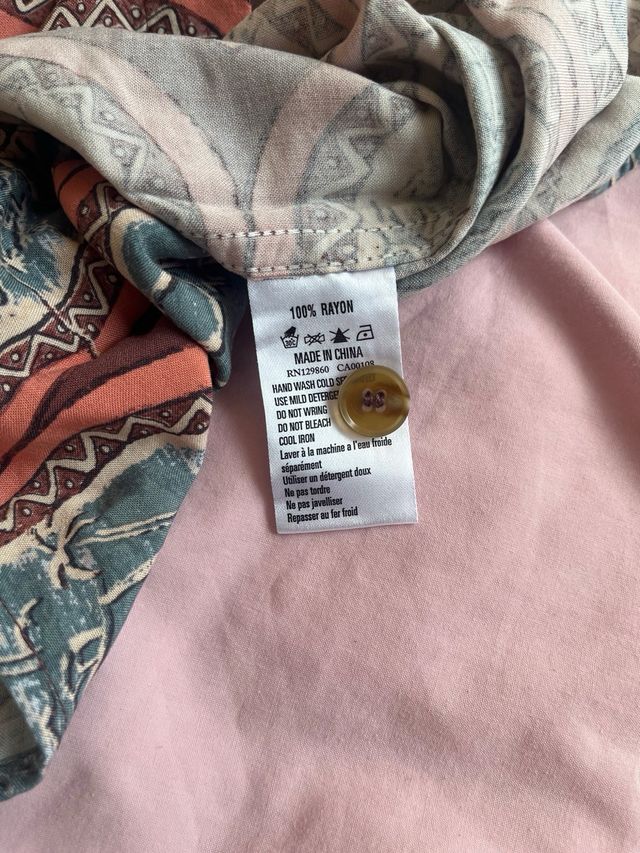 100% RAYON
30°
MADE IN CHINA
RN129860 CA00108
HAND WASH COLD
USE MILD
DO NOT WRING
DO NOT BLEACH
COOL IRON
Laver à la machine a l'eau froide
séparément
Utiliser un détergent doux
Ne pas tordre
Ne pas javelliser
Repasser au fer froid